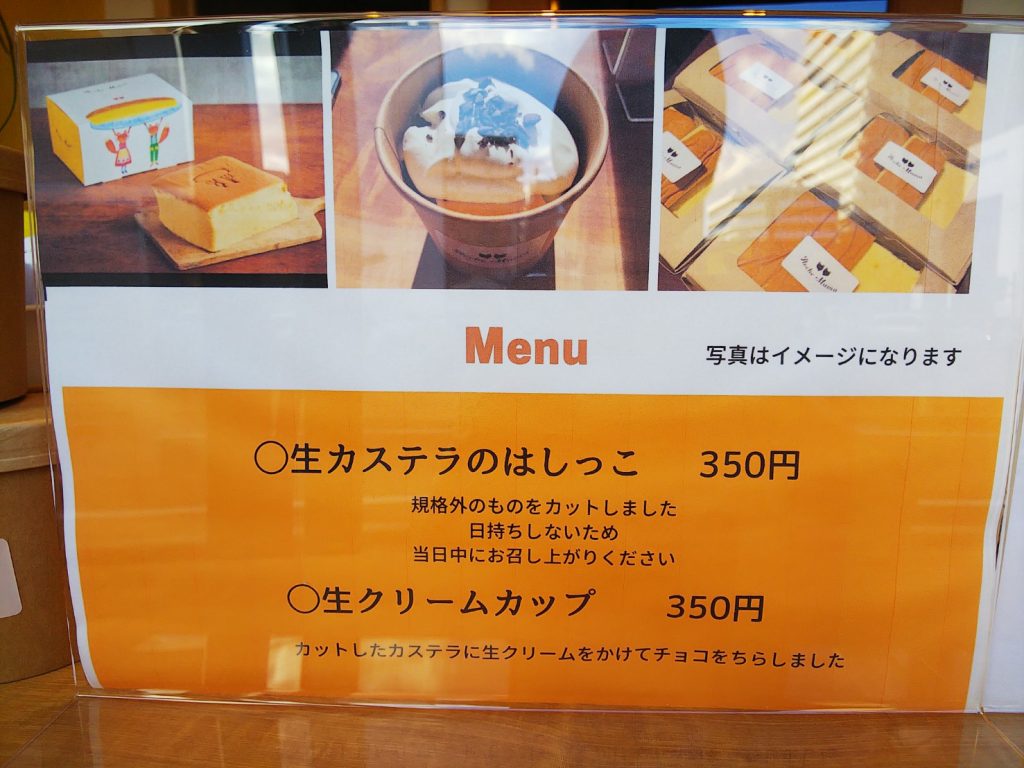 Menu
写真はイメージになります
〇生カステラのはしっこ 350円
規格外のものをカットしました
日持ちしないため
当日中にお召し上がりください
〇生クリームカップ 350円
カットしたカステラに生クリームをかけてチョコをちらしました